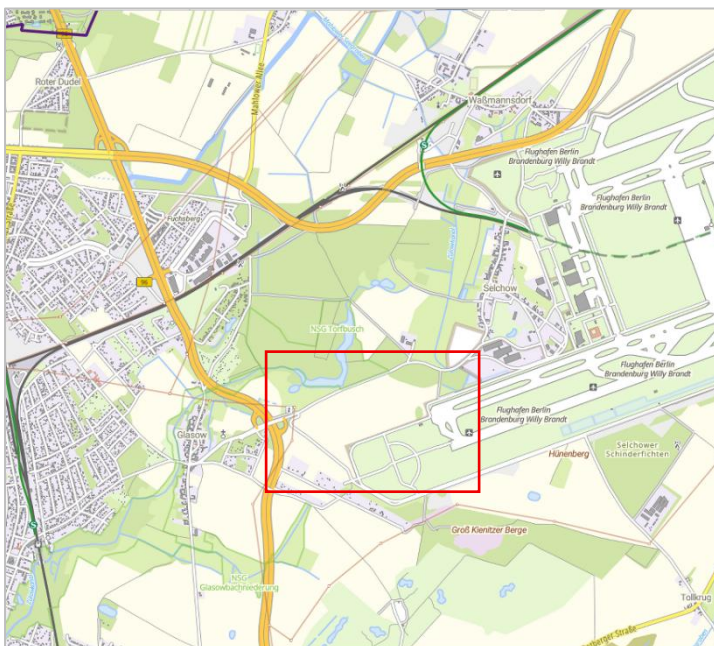 Roter Dudel
Mahlower Allee
Waßmannsdorf
S
Flughafen Berlin
Brandenburg Willy Brandt
Flughafen Berlin
Brandenburg Willy Brandt
Fuchsberg
96
Selchow
NSG Torfbusch
Flughafen Berlin
Brandenburg Willy Brandt
Flughafen Berlin
Brandenburg Willy Brandt
Glasow
Selchower
Schinderfichten
Hünenberg
S
Groß Kienitzer Berge
NSG
Glasowbachniederung
Tollkrug